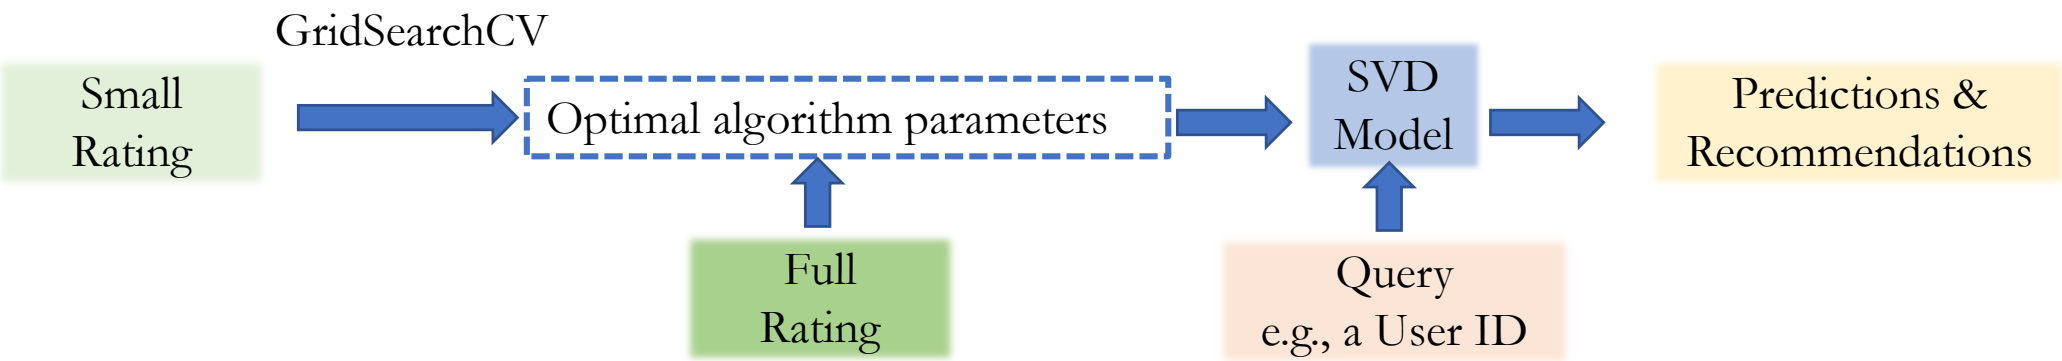 GridSearchCV
Small
Rating
Optimal algorithm parameters
SVD
Model
Predictions &
Recommendations
Full
Rating
Query
e.g., a User ID